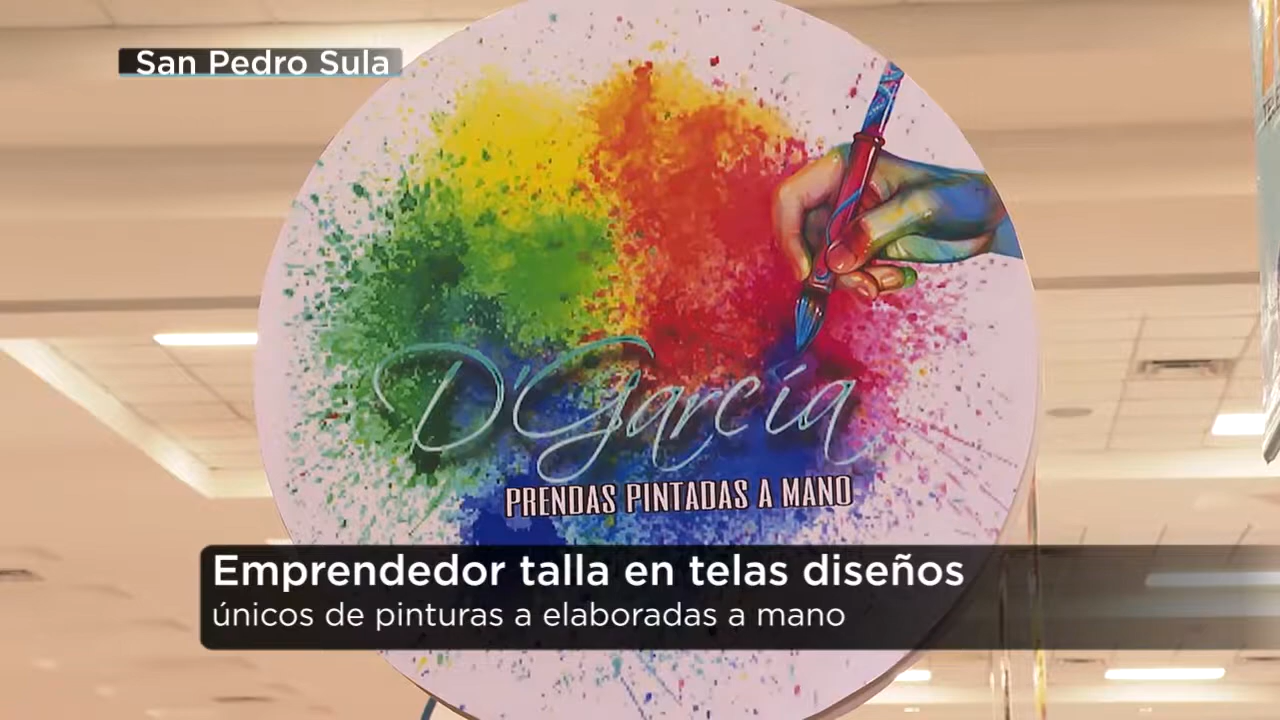 San Pedro Sula
D'García
PRENDAS PINTADAS A MANO
Emprendedor talla en telas diseños
únicos de pinturas a elaboradas a mano